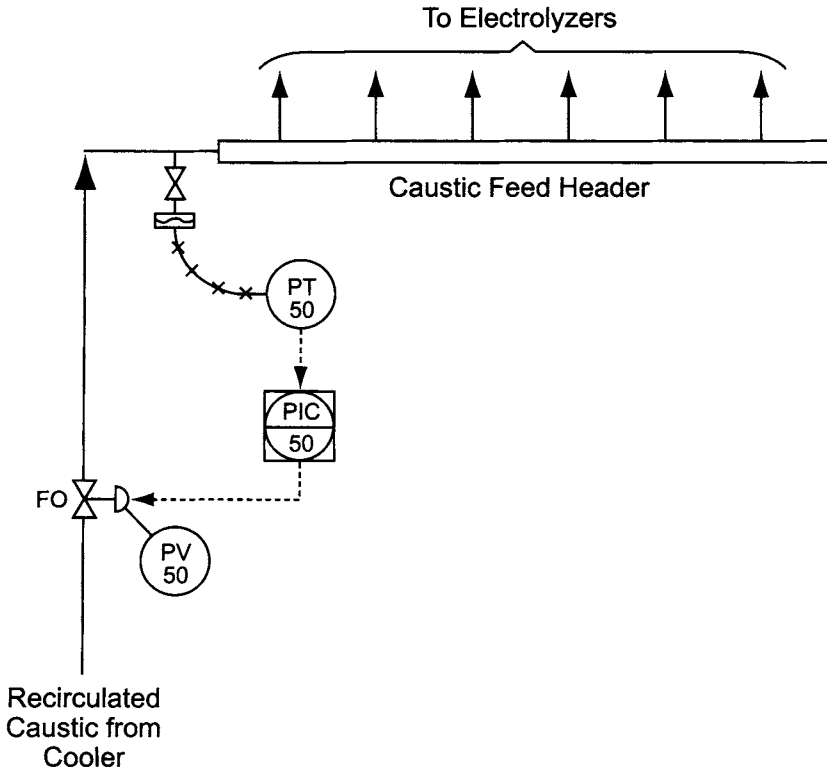 To Electrolyzers
Caustic Feed Header
PT
50
PIC
50
FO
PV
50
Recirculated
Caustic from
Cooler